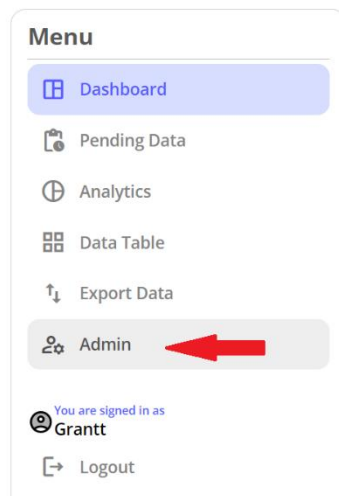 Menu
Dashboard
Pending Data
Analytics
Data Table
Export Data
Admin
You are signed in as
Grantt
Logout